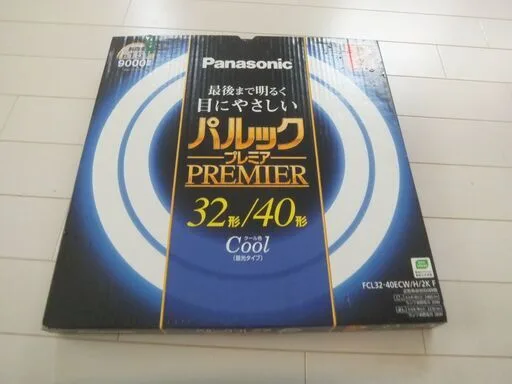 9000
Panasonic
最後まで明るく
目にやさしい
パルック
プレミア
PREMIER
32形/40形
クール色
Cool
(昼光タイプ)
FCL32-40ECW/H/2K F